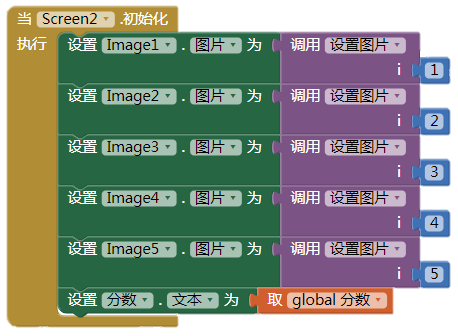 当 Screen2 .初始化
执行 设置 Image1 . 图片 为 调用 设置图片
i 1
设置 Image2 . 图片 为 调用 设置图片
i 2
设置 Image3 . 图片 为 调用 设置图片
i 3
设置 Image4 . 图片 为 调用 设置图片
i 4
设置 Image5 . 图片 为 调用 设置图片
i 5
设置 分数 . 文本 为 取 global 分数